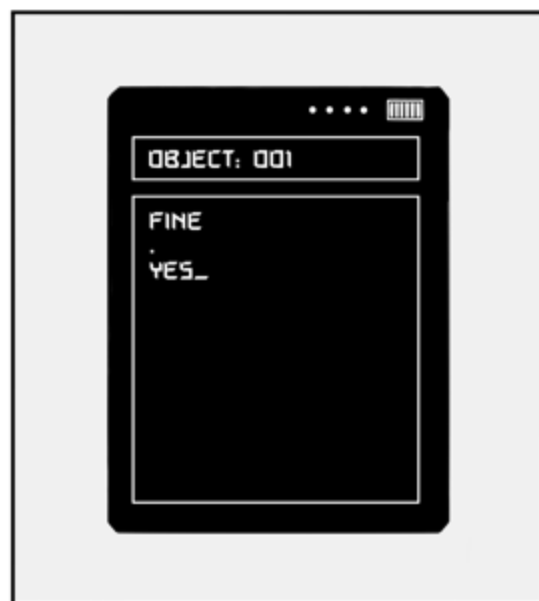 OBJECT: 001
FINE
.
YES_